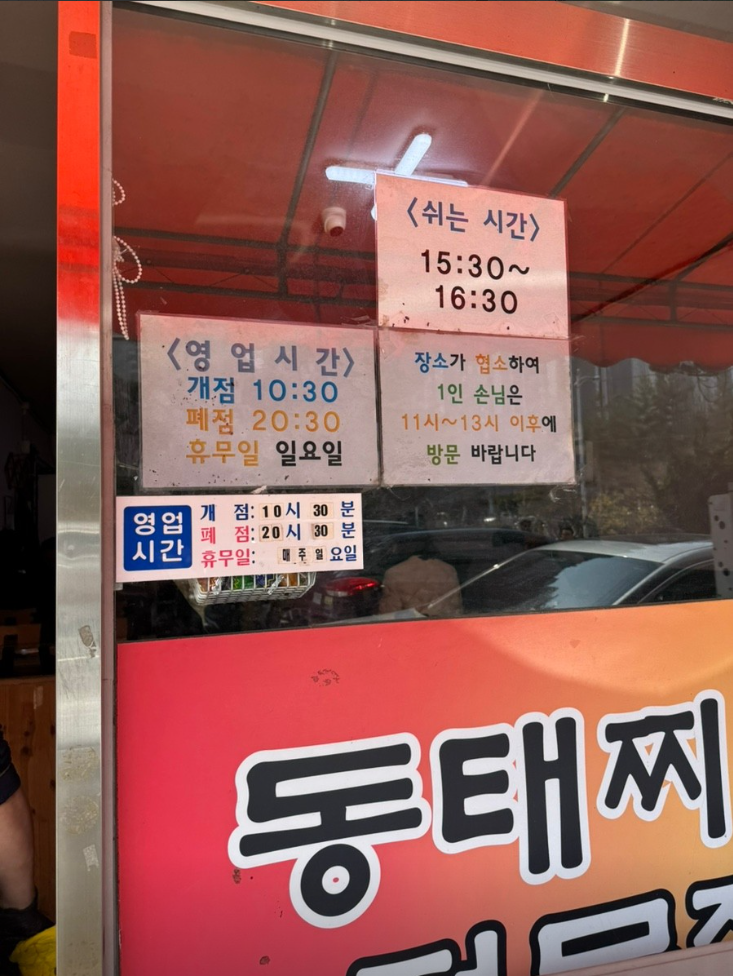 〈쉬는 시간〉
15:30~
16:30
〈영 업 시 간〉
개점 10:30
폐점 20:30
휴무일 일요일
장소가 협소하여
1인 손님은
11시~13시 이후에
방문 바랍니다
영업
시간
개 점: 10시 30 분
폐 점: 20시 30 분
휴무일: 매주일요일
동태찌